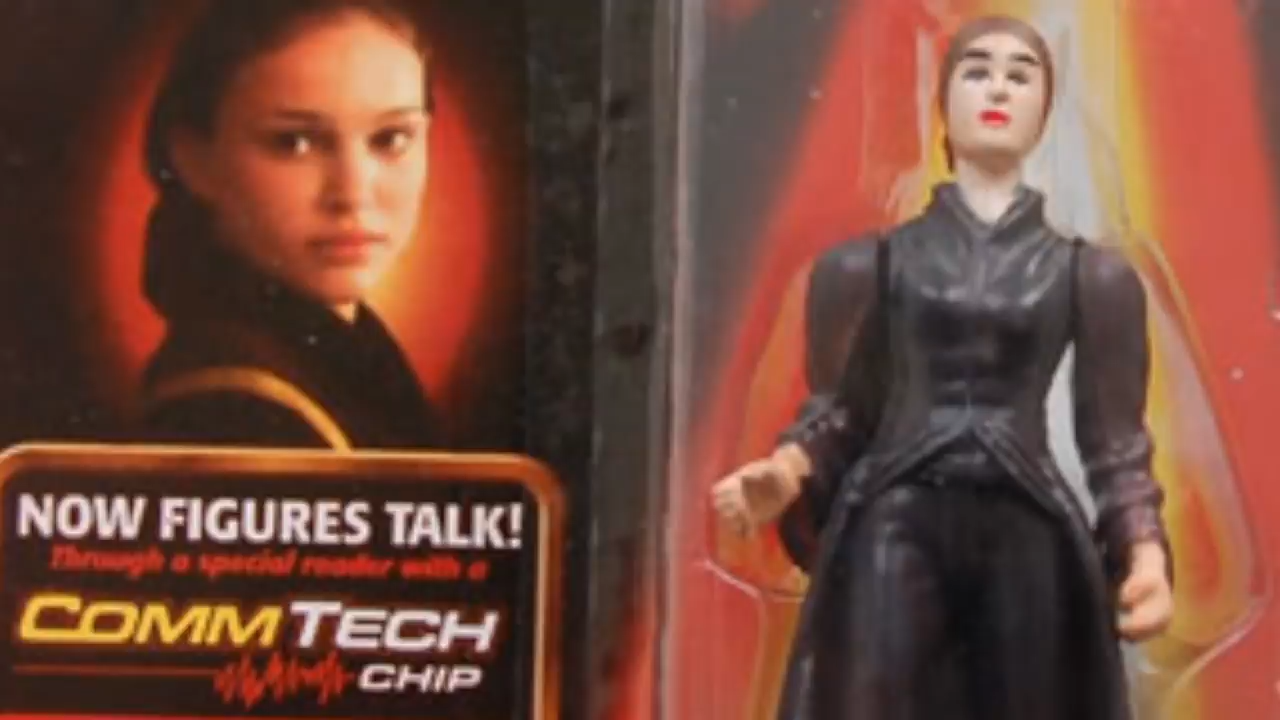 NOW FIGURES TALK!
Through a special reader with a
COMMTECH
CHIP